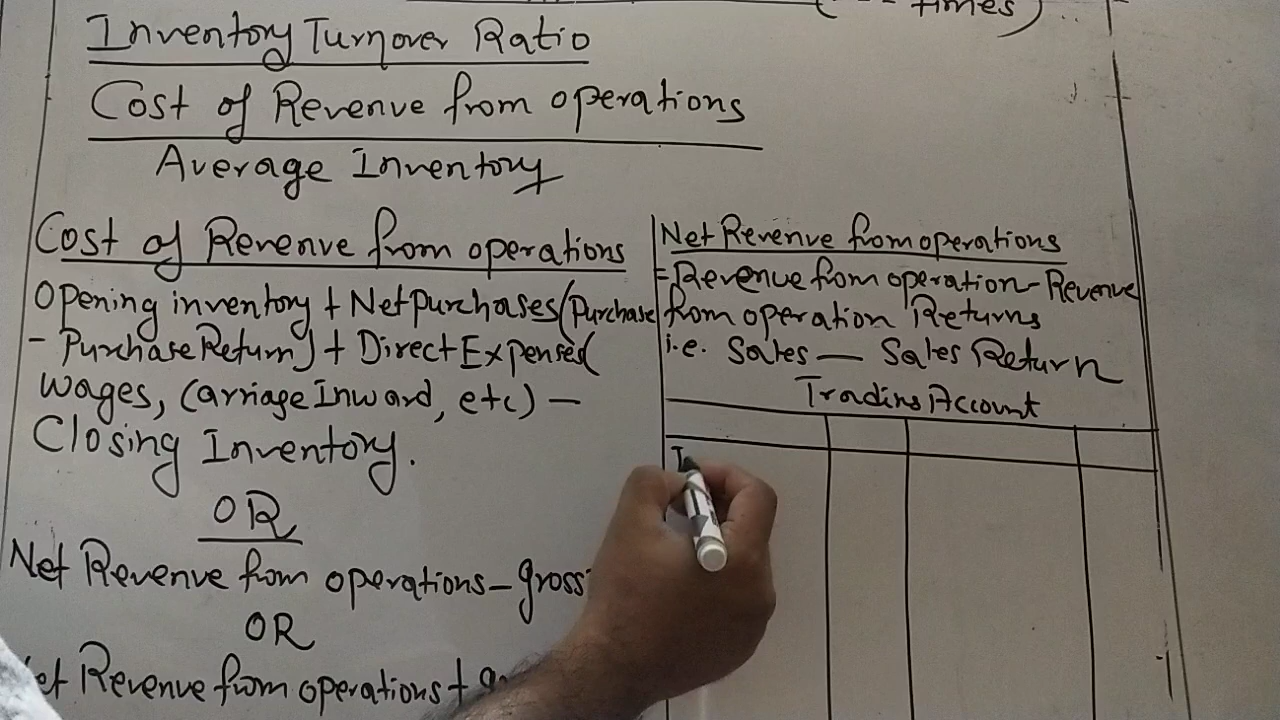 times)..
Inventory Turnover Ratio
Cost of Revenue from operations
Average Inventory
Cost of Revenue from operations
Opening inventory + Net purchases (Purchase
- Purchase Return) + Direct Expenses (
wages, Carriage Inward, etc) -
Closing Inventory.
OR
Net Revenue from operations - gross
OR
Net Revenue from operations +
Net Revenue from operations
= Revenue from operation - Revenue
from operation Returns
i.e. Sales — Sales Return
Trading Account